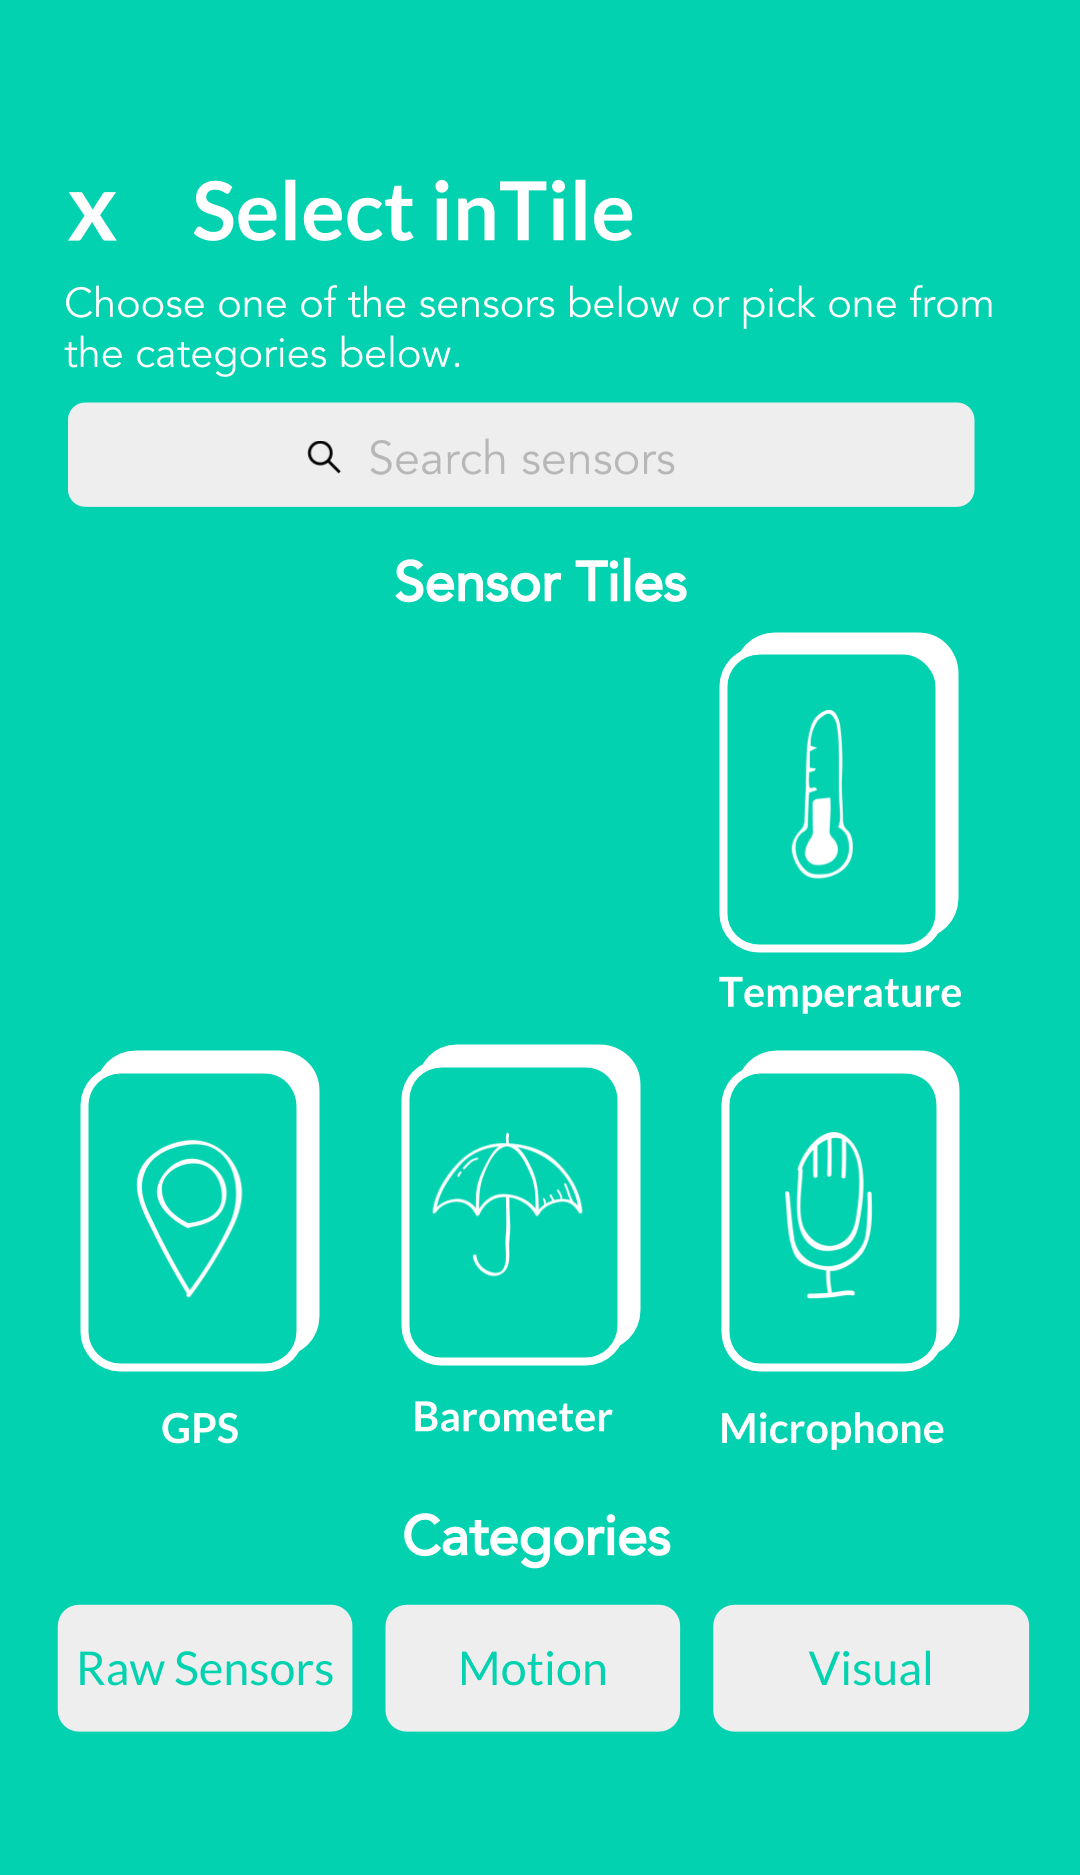 x Select inTile
Choose one of the sensors below or pick one from
the categories below.
Search sensors
Sensor Tiles
Temperature
GPS Barometer Microphone
Categories
Raw Sensors Motion Visual